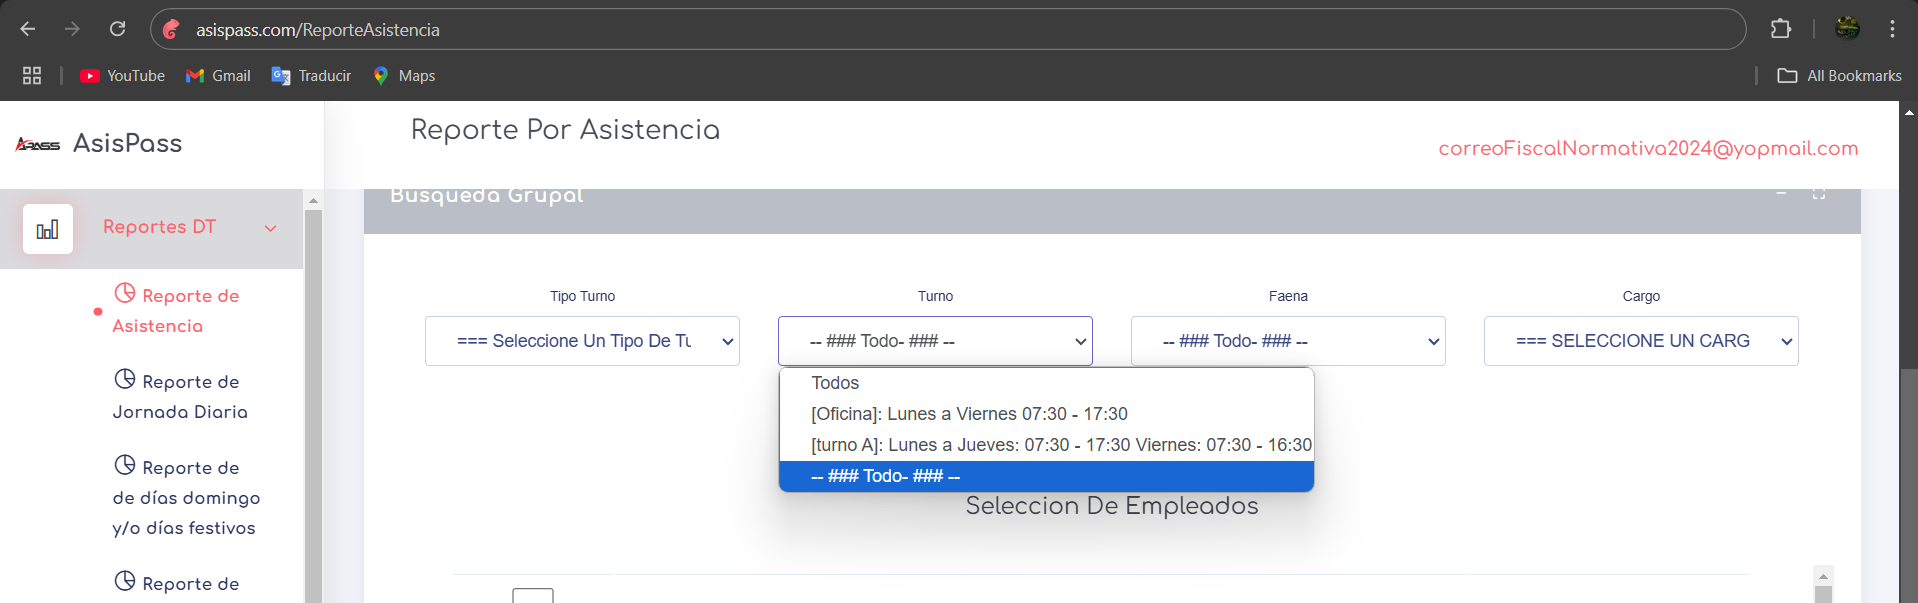 asispass.com/ReporteAsistencia
YouTube Gmail Traducir Maps All Bookmarks
APASS AsisPass
Reporte Por Asistencia
correoFiscalNormativa2024@yopmail.com
Reportes DT
Reporte de
Asistencia
Reporte de
Jornada Diaria
Reporte de
de días domingo
y/o días festivos
Reporte de
Busqueda Grupal
Tipo Turno Turno Faena Cargo
=== Seleccione Un Tipo De Tu -- ### Todo- ### -- -- ### Todo- ### -- === SELECCIONE UN CARG
Todos
[Oficina]: Lunes a Viernes 07:30 - 17:30
[turno A]: Lunes a Jueves: 07:30 - 17:30 Viernes: 07:30 - 16:30
-- ### Todo- ### --
Seleccion De Empleados